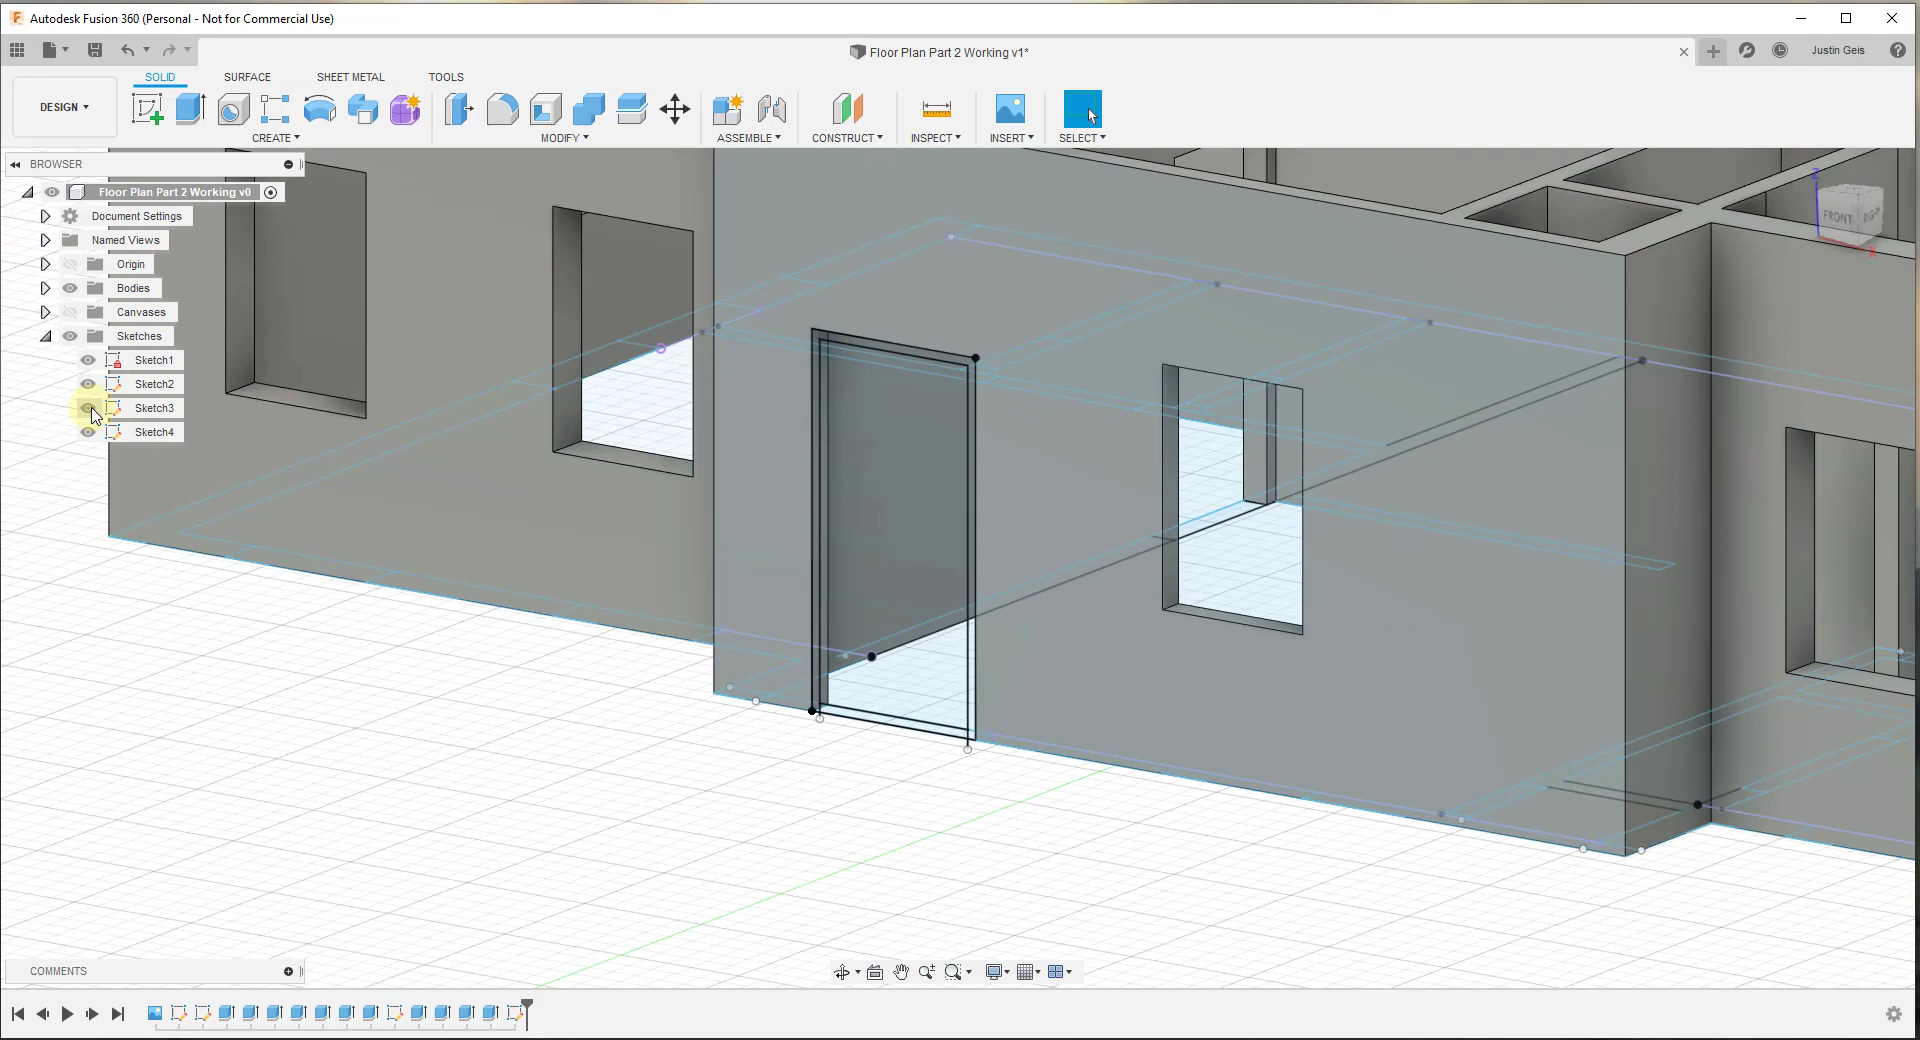 Autodesk Fusion 360 (Personal - Not for Commercial Use)
Floor Plan Part 2 Working v1*
Justin Geis
DESIGN
SOLID SURFACE SHEET METAL TOOLS
CREATE MODIFY ASSEMBLE CONSTRUCT INSPECT INSERT SELECT
BROWSER
Floor Plan Part 2 Working v0
Document Settings
Named Views
Origin
Bodies
Canvases
Sketches
Sketch1
Sketch2
Sketch3
Sketch4
Z
FRONT RIGHT
X
COMMENTS